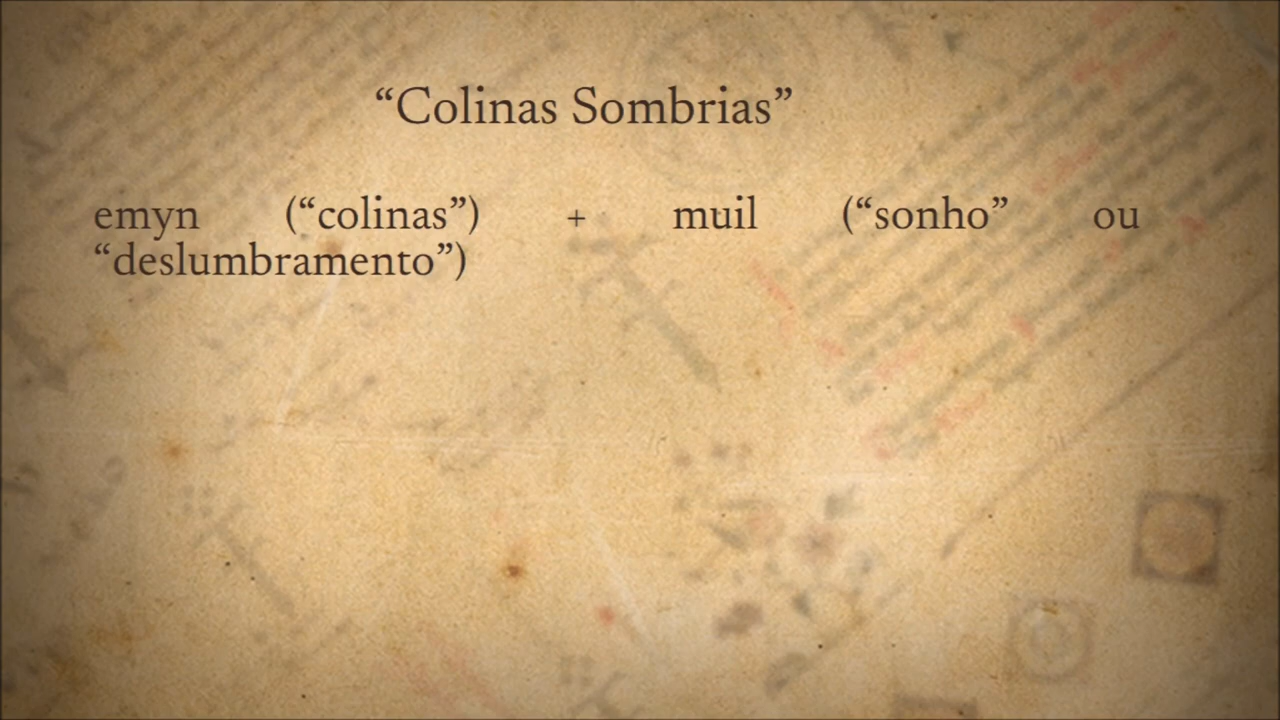 “Colinas Sombrias”
emyn (“colinas”) + muil (“sonho” ou
“deslumbramento”)